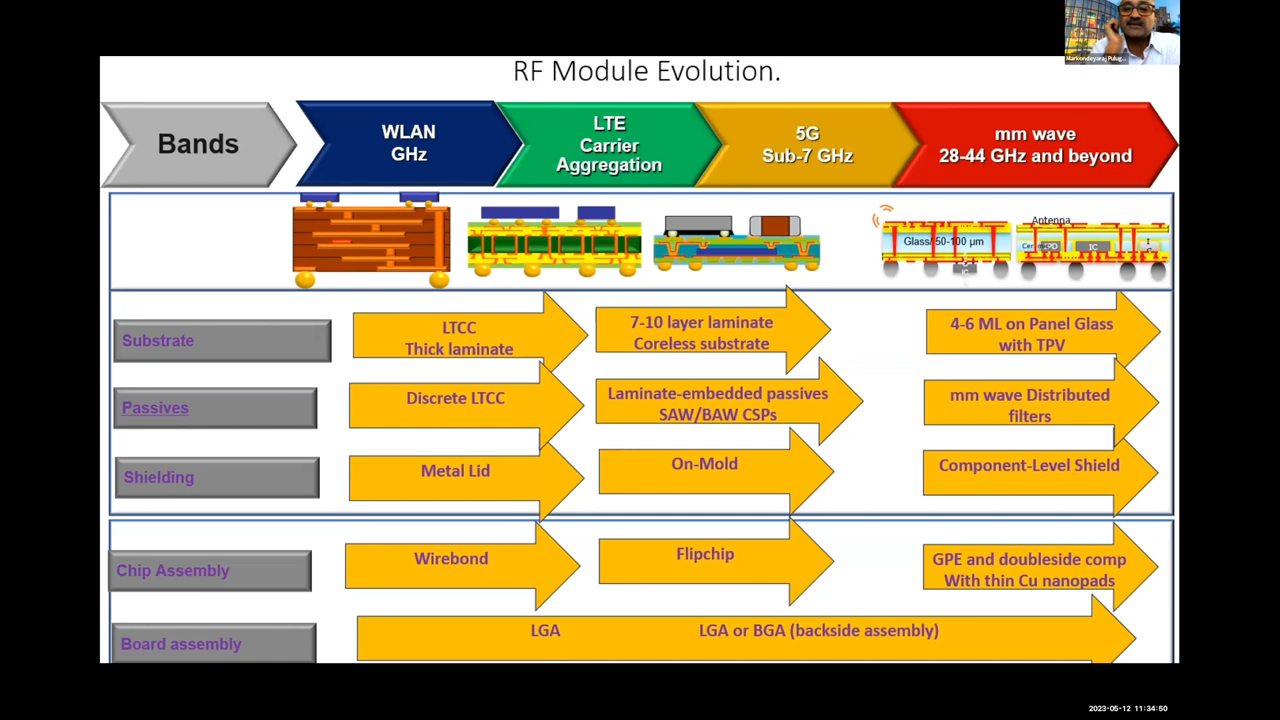 Markondeyaraj Pulug...
RF Module Evolution.
Bands
WLAN
GHz
LTE
Carrier
Aggregation
5G
Sub-7 GHz
mm wave
28-44 GHz and beyond
Antenna
Glass/50-100 µm
IC
IC
Substrate
LTCC
Thick laminate
7-10 layer laminate
Coreless substrate
4-6 ML on Panel Glass
with TPV
Passives
Discrete LTCC
Laminate-embedded passives
SAW/BAW CSPs
mm wave Distributed
filters
Shielding
Metal Lid
On-Mold
Component-Level Shield
Chip Assembly
Wirebond
Flipchip
GPE and doubleside comp
With thin Cu nanopads
Board assembly
LGA
LGA or BGA (backside assembly)
2023-05-12 11:34:50